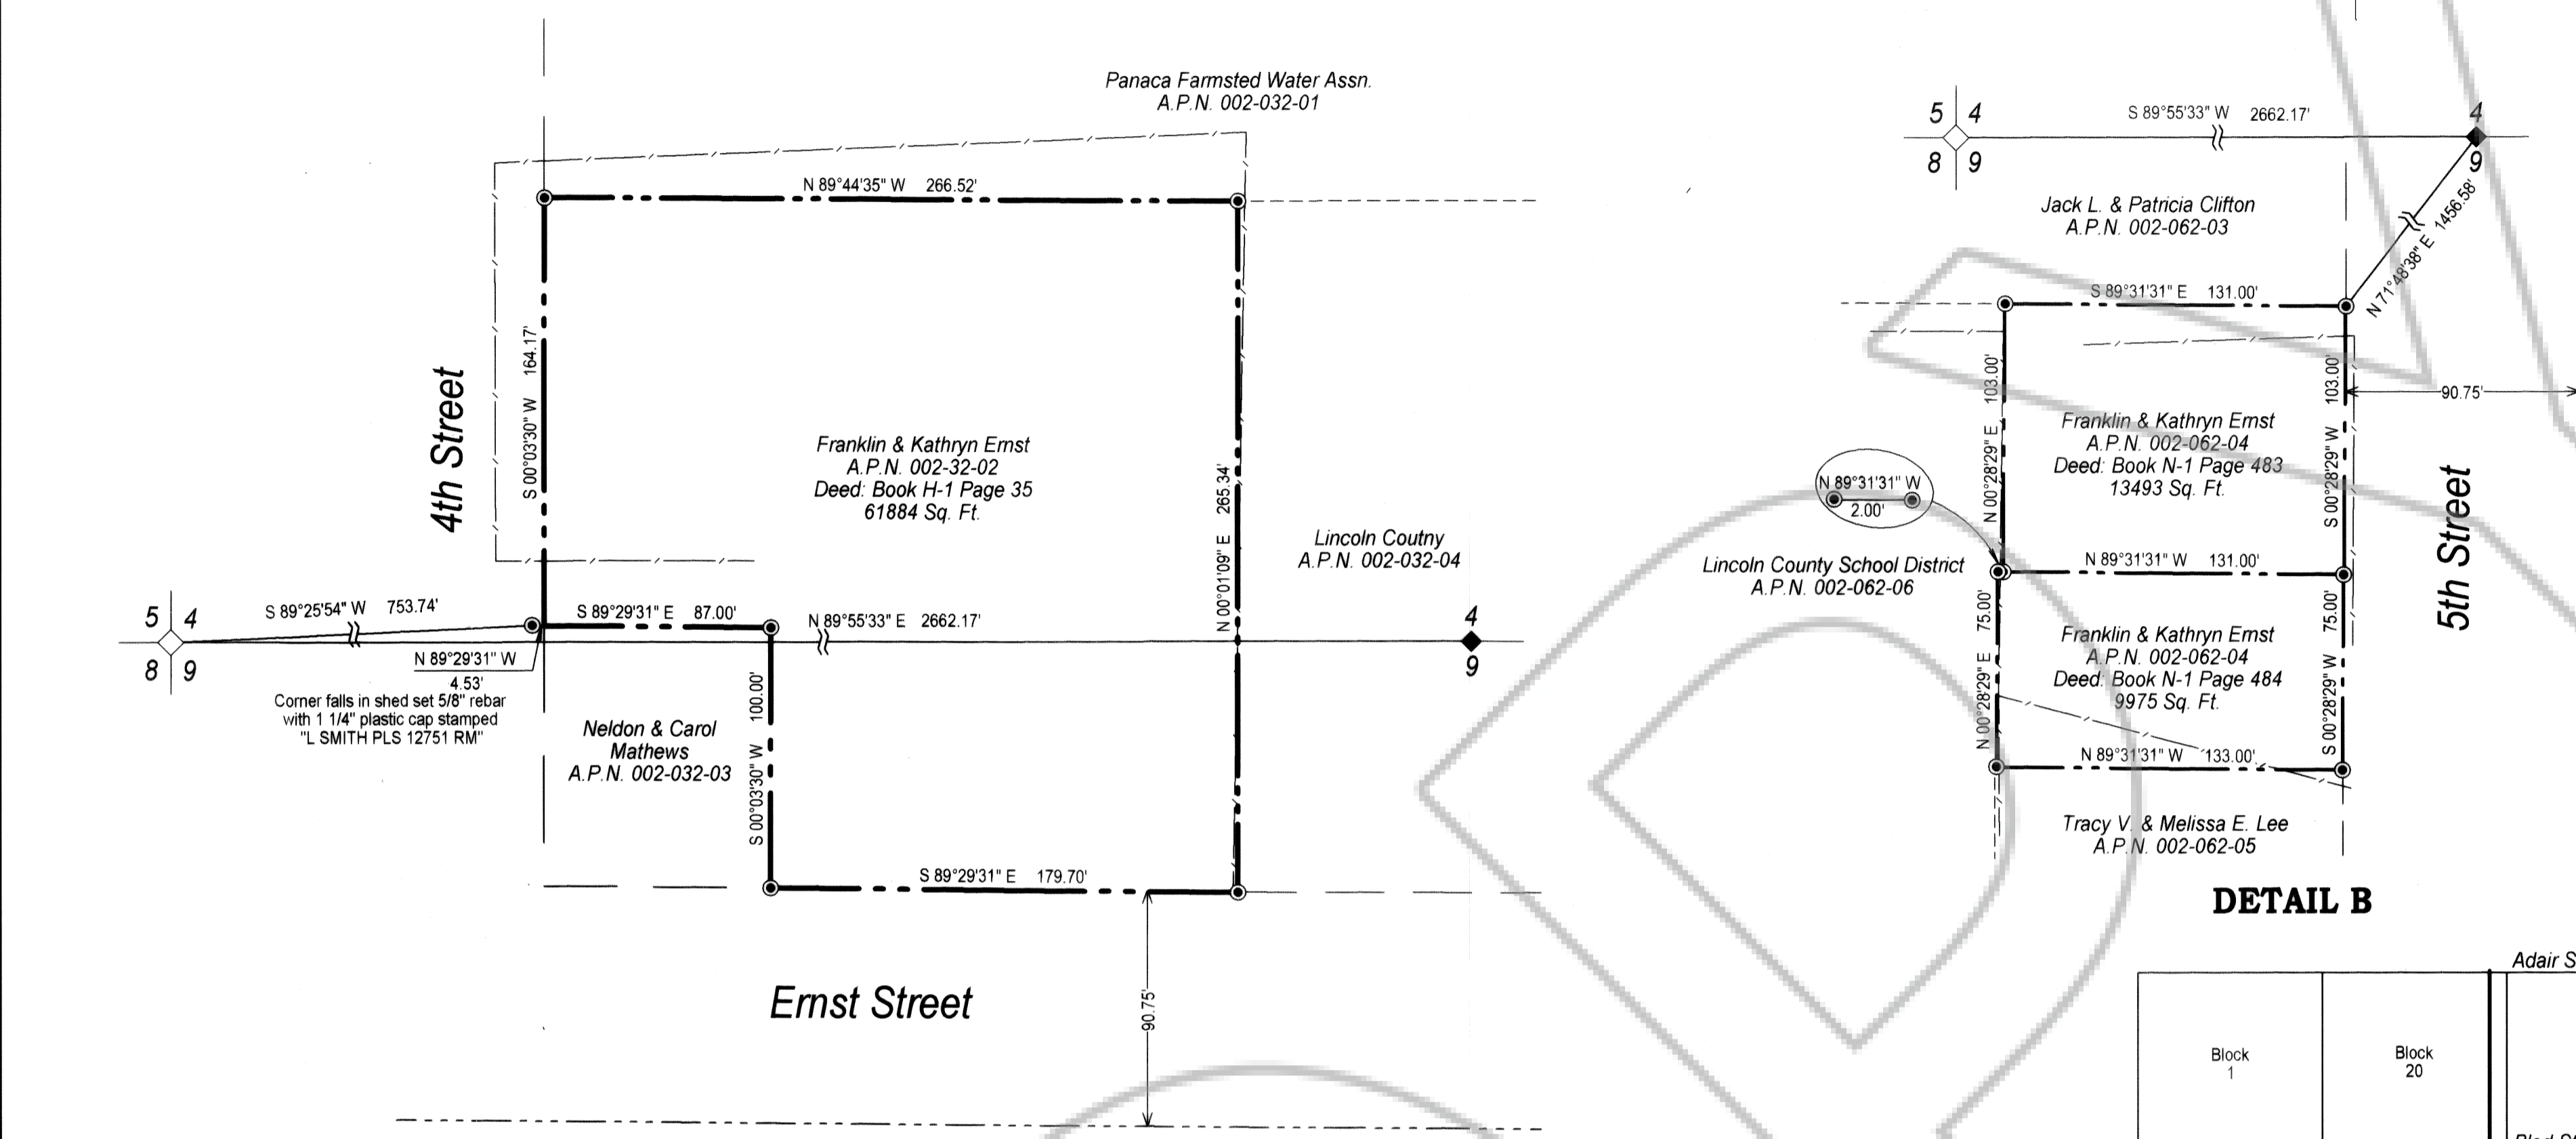 Panaca Farmsted Water Assn.
A.P.N. 002-032-01
N 89°44'35" W 266.52'
4th Street
S 00°03'30" W 164.17'
Franklin & Kathryn Ernst
A.P.N. 002-32-02
Deed: Book H-1 Page 35
61884 Sq. Ft.
N 00°01'09" E 265.34'
Lincoln Coutny
A.P.N. 002-032-04
5 4
8 9
S 89°25'54" W 753.74'
S 89°29'31" E 87.00'
N 89°55'33" E 2662.17'
4
9
N 89°29'31" W
4.53'
Corner falls in shed set 5/8" rebar
with 1 1/4" plastic cap stamped
"L SMITH PLS 12751 RM"
Neldon & Carol
Mathews
A.P.N. 002-032-03
S 00°03'30" W 100.00'
S 89°29'31" E 179.70'
Ernst Street
90.75'
5 4
8 9
S 89°55'33" W 2662.17'
4
9
N 71°48'38" E 1456.58'
Jack L. & Patricia Clifton
A.P.N. 002-062-03
S 89°31'31" E 131.00'
N 00°28'29" E 103.00'
Franklin & Kathryn Ernst
A.P.N. 002-062-04
Deed: Book N-1 Page 483
13493 Sq. Ft.
S 00°28'29" W 103.00'
90.75'
5th Street
N 89°31'31" W
2.00'
Lincoln County School District
A.P.N. 002-062-06
N 89°31'31" W 131.00'
N 00°28'29" E 75.00'
Franklin & Kathryn Ernst
A.P.N. 002-062-04
Deed: Book N-1 Page 484
9975 Sq. Ft.
S 00°28'29" W 75.00'
N 89°31'31" W 133.00'
Tracy V. & Melissa E. Lee
A.P.N. 002-062-05
DETAIL B
Adair S
Block
1
Block
20